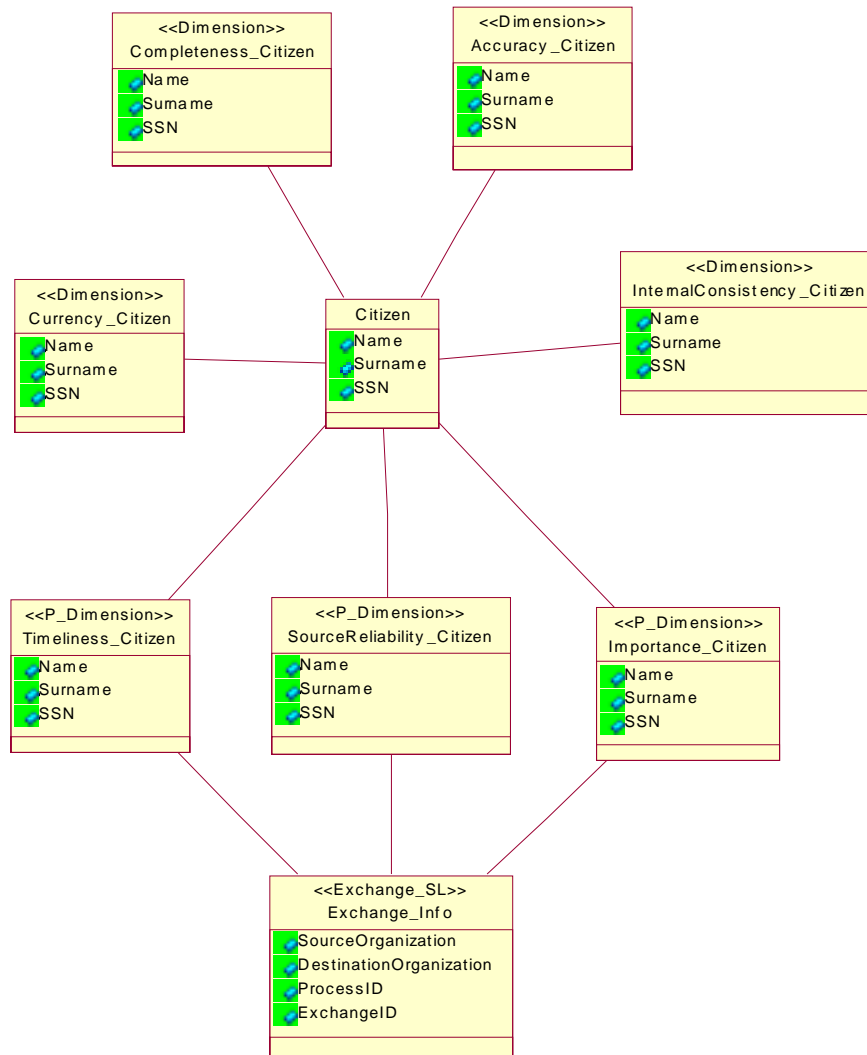 <<Dimension>>
Completeness_Citizen
Name
Surname
SSN
<<Dimension>>
Accuracy_Citizen
Name
Surname
SSN
<<Dimension>>
Currency_Citizen
Name
Surname
SSN
Citizen
Name
Surname
SSN
<<Dimension>>
InternalConsistency_Citizen
Name
Surname
SSN
<<P_Dimension>>
Timeliness_Citizen
Name
Surname
SSN
<<P_Dimension>>
SourceReliability_Citizen
Name
Surname
SSN
<<P_Dimension>>
Importance_Citizen
Name
Surname
SSN
<<Exchange_SL>>
Exchange_Info
SourceOrganization
DestinationOrganization
ProcessID
ExchangeID